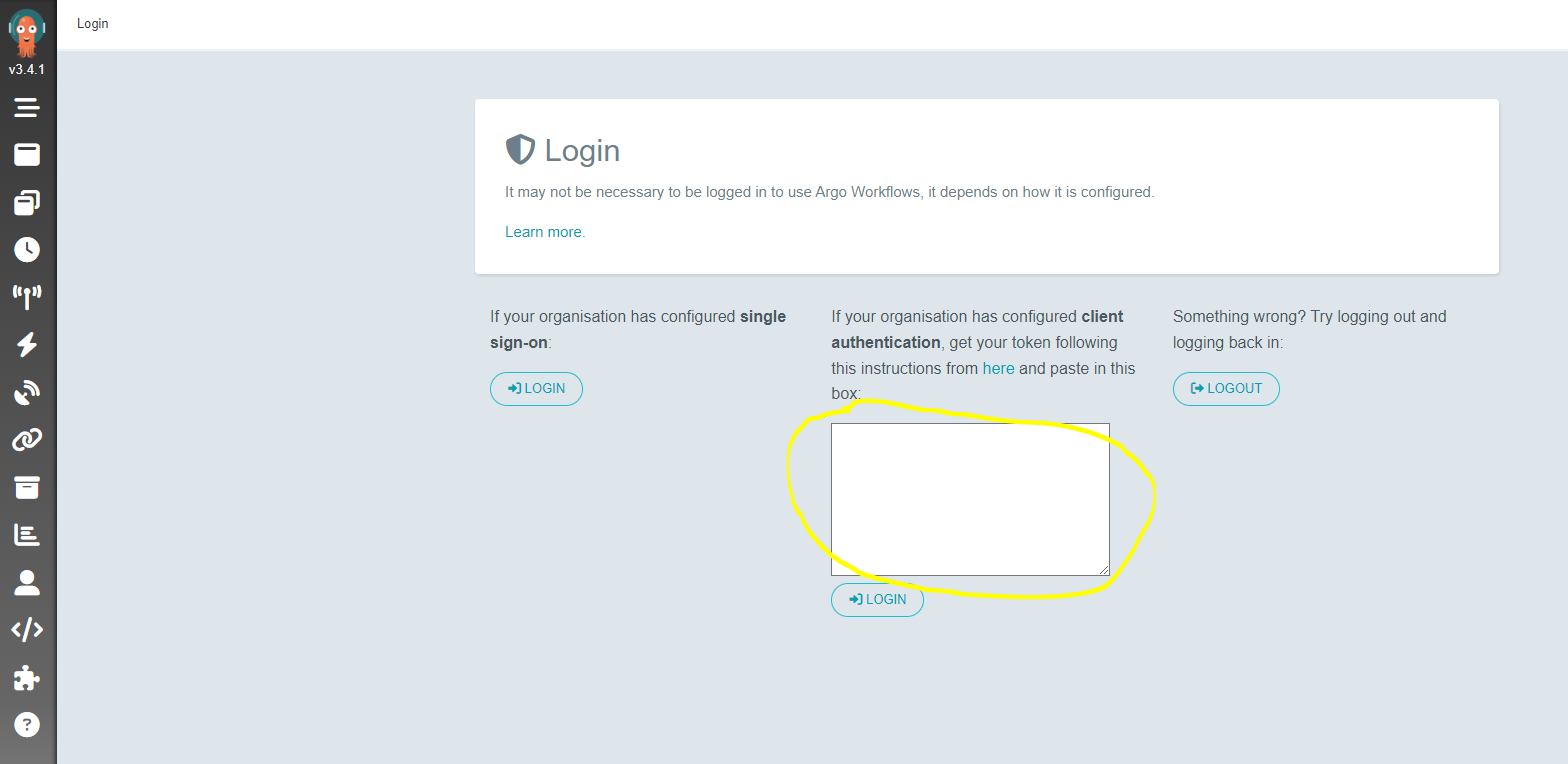 Login
v3.4.1
Login
It may not be necessary to be logged in to use Argo Workflows, it depends on how it is configured.
Learn more.
If your organisation has configured single
sign-on:
LOGIN
If your organisation has configured client
authentication, get your token following
this instructions from here and paste in this
box:
LOGIN
Something wrong? Try logging out and
logging back in:
LOGOUT